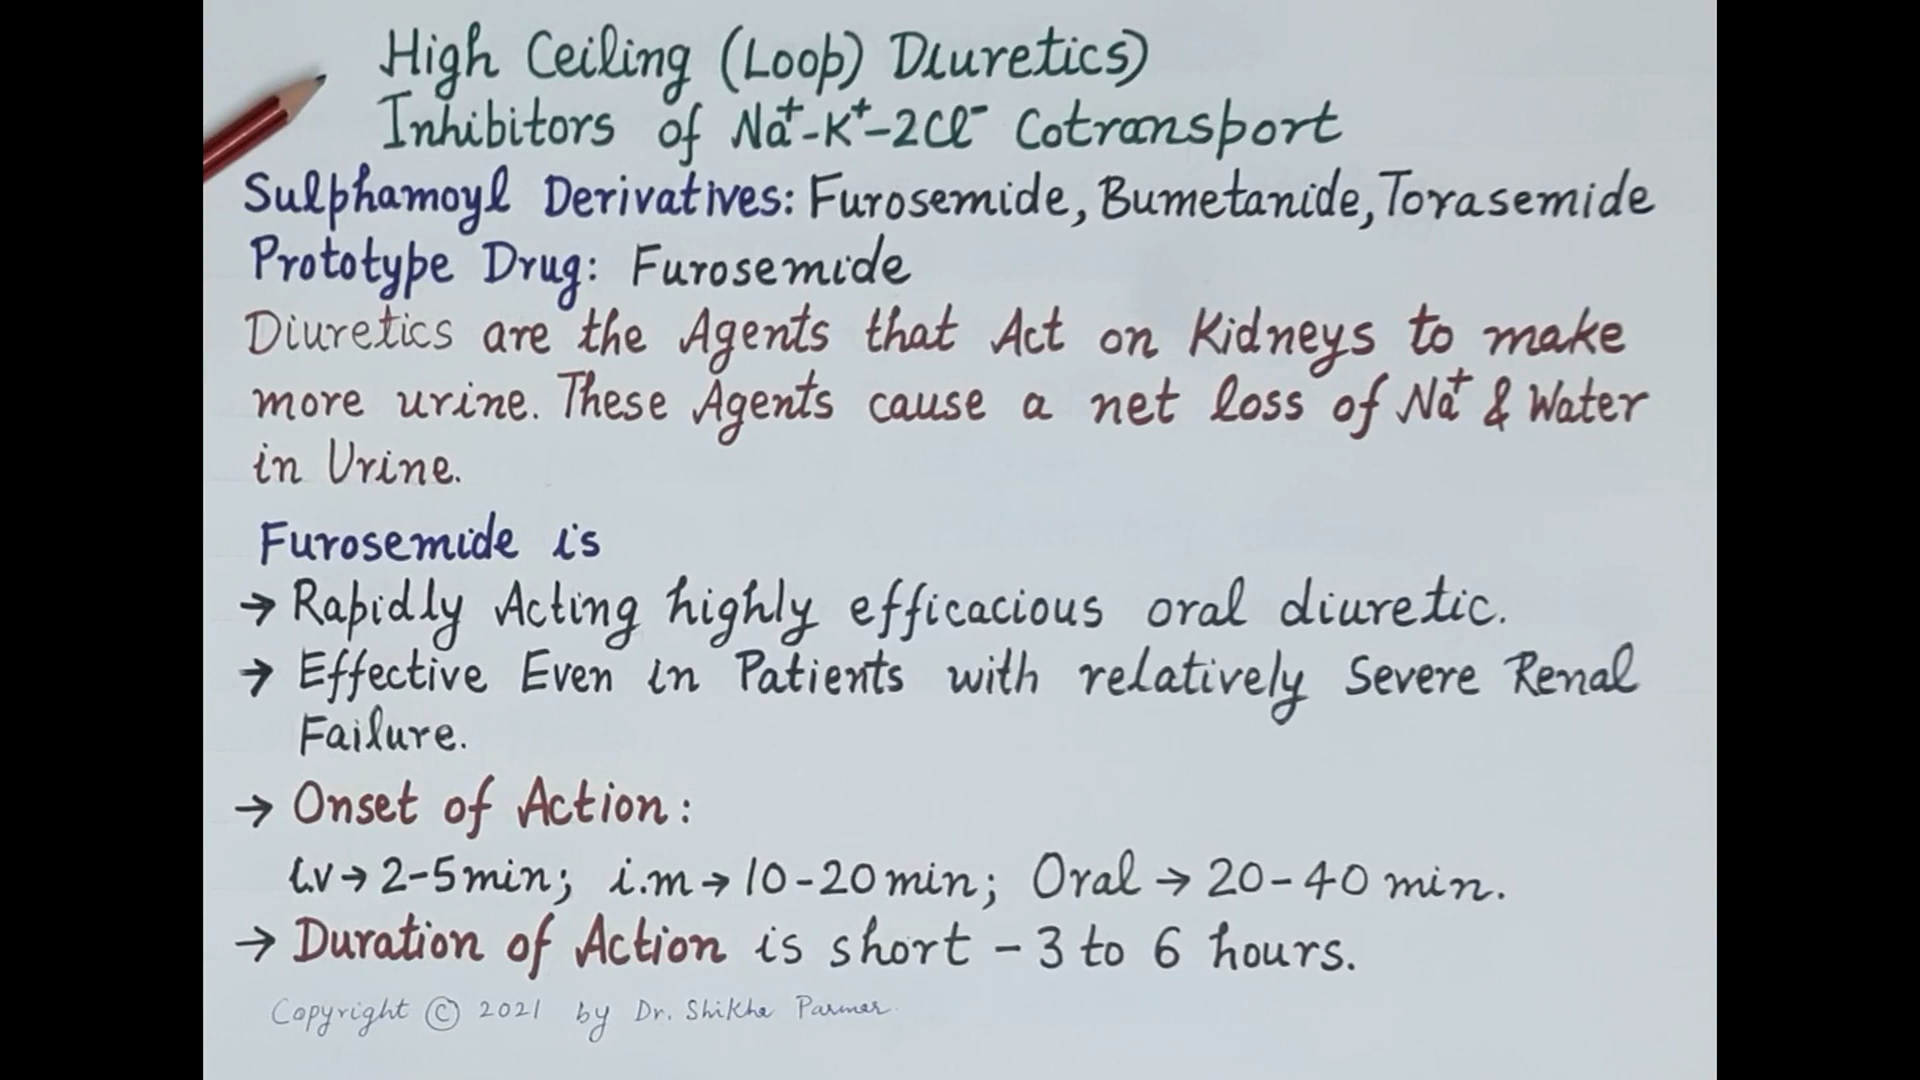 High Ceiling (Loop) Diuretics)
Inhibitors of Na⁺-K⁺-2Cl⁻ Cotransport
Sulphamoyl Derivatives: Furosemide, Bumetanide, Torasemide
Prototype Drug: Furosemide
Diuretics are the Agents that Act on Kidneys to make
more urine. These Agents cause a net loss of Na⁺ & Water
in Urine.
Furosemide is
→ Rapidly Acting highly efficacious oral diuretic.
→ Effective Even in Patients with relatively Severe Renal
Failure.
→ Onset of Action:
i.v → 2-5min; i.m → 10-20 min; Oral → 20-40 min.
→ Duration of Action is short - 3 to 6 hours.
Copyright © 2021 by Dr. Shikha Parmar.